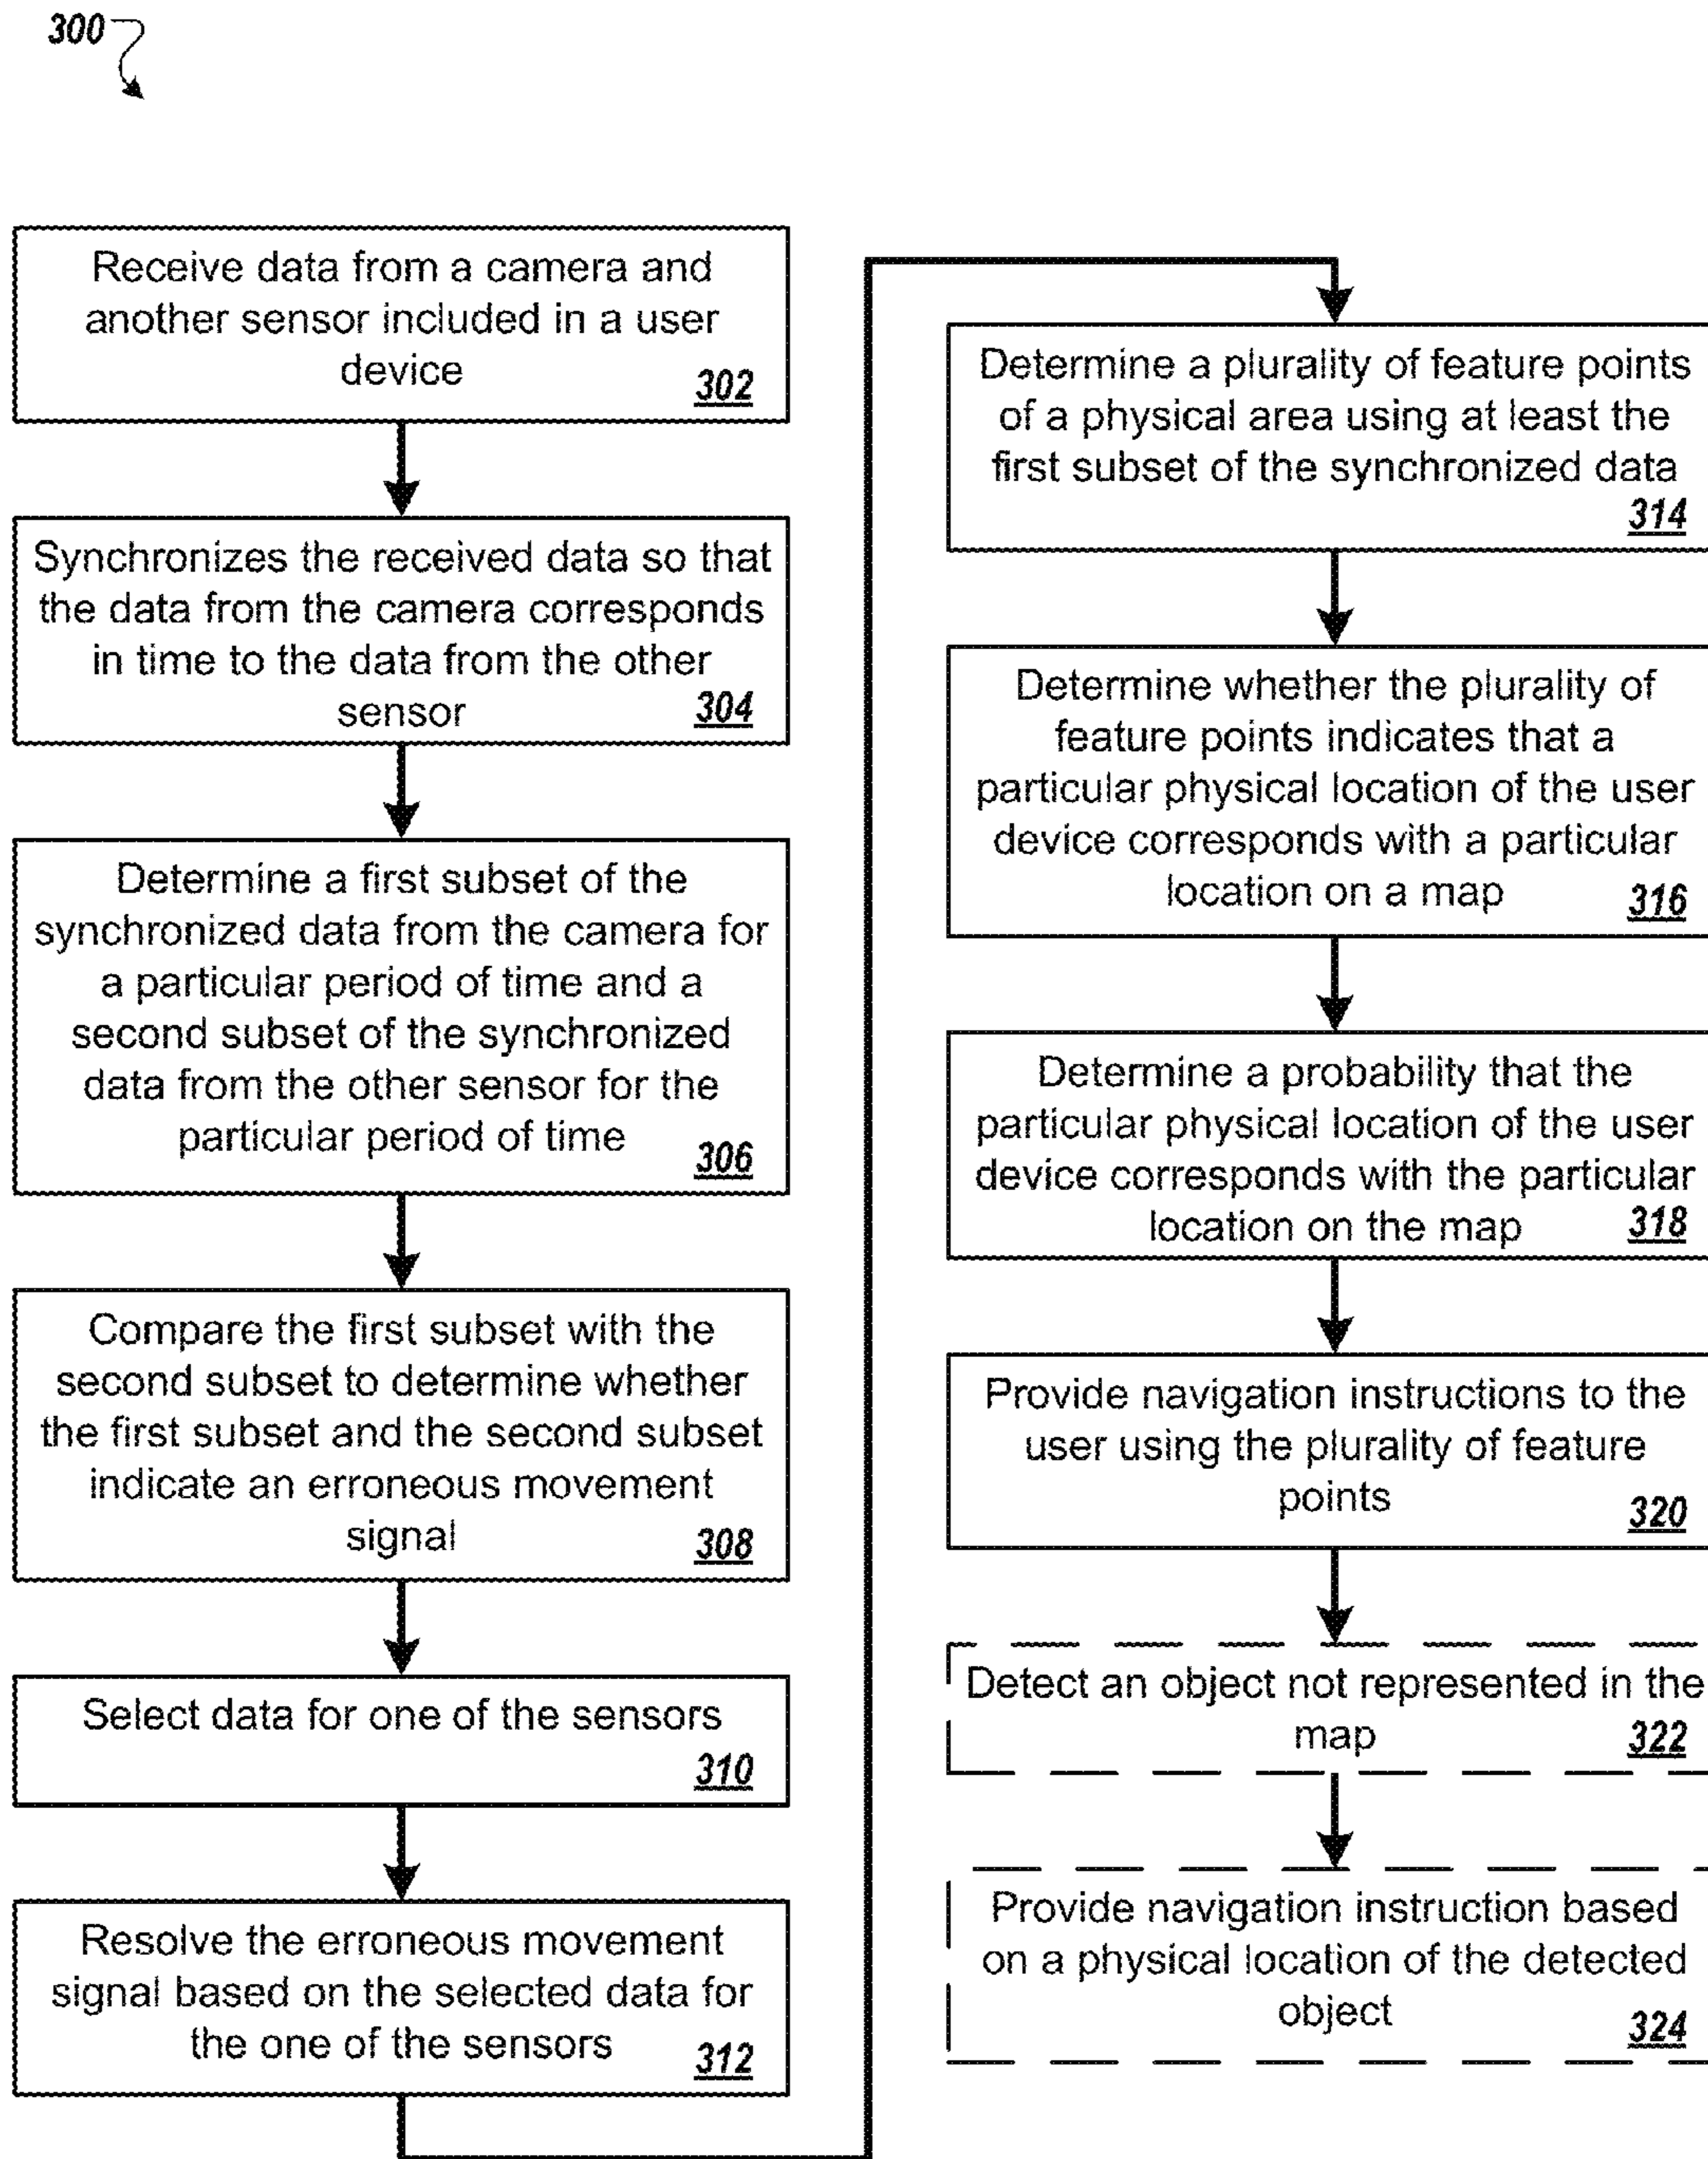 300
Receive data from a camera and
another sensor included in a user
device
302
Synchronizes the received data so that
the data from the camera corresponds
in time to the data from the other
sensor
304
Determine a first subset of the
synchronized data from the camera for
a particular period of time and a
second subset of the synchronized
data from the other sensor for the
particular period of time
306
Compare the first subset with the
second subset to determine whether
the first subset and the second subset
indicate an erroneous movement
signal
308
Select data for one of the sensors
310
Resolve the erroneous movement
signal based on the selected data for
the one of the sensors
312
Determine a plurality of feature points
of a physical area using at least the
first subset of the synchronized data
314
Determine whether the plurality of
feature points indicates that a
particular physical location of the user
device corresponds with a particular
location on a map
316
Determine a probability that the
particular physical location of the user
device corresponds with the particular
location on the map
318
Provide navigation instructions to the
user using the plurality of feature
points
320
Detect an object not represented in the
map
322
Provide navigation instruction based
on a physical location of the detected
object
324